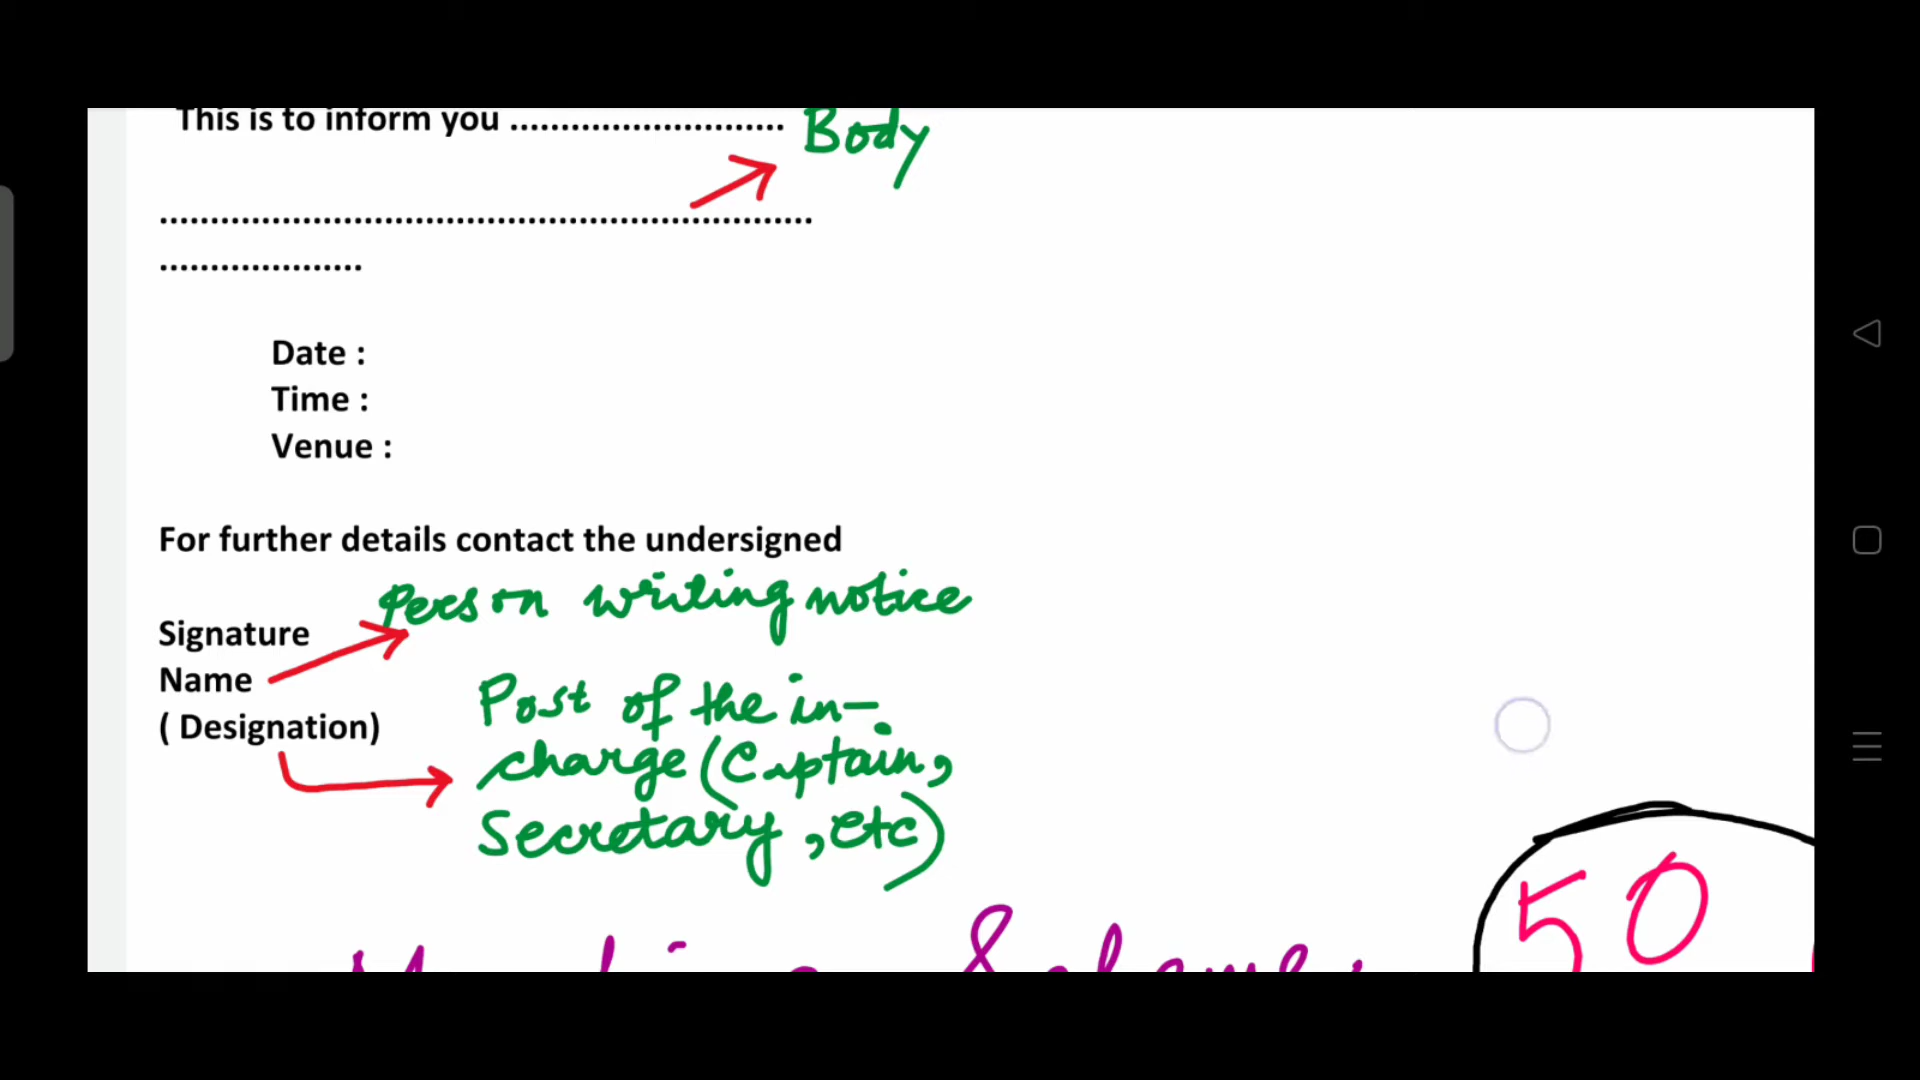 This is to inform you ........................... Body
................................................................
....................
Date :
Time :
Venue :
For further details contact the undersigned
Person writing notice
Signature
Name
( Designation)
Post of the in-
charge (Captain,
Secretary, etc)
50